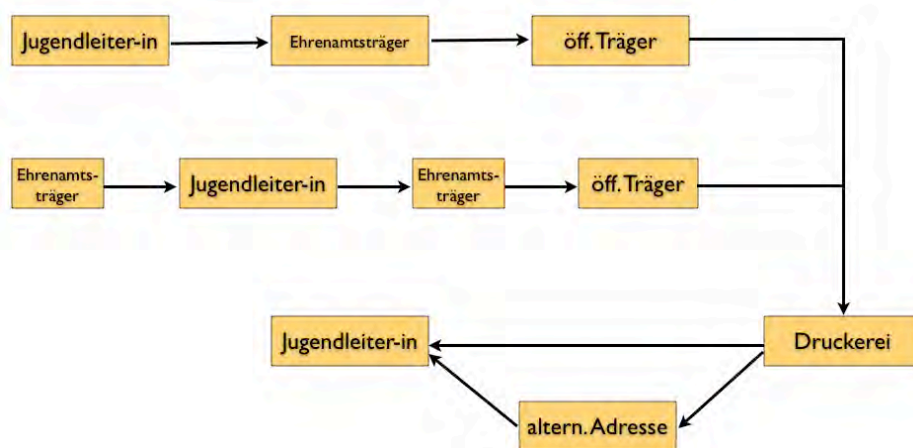 Jugendleiter-in
Ehrenamtsträger
öff. Träger
Ehrenamts-
träger
Jugendleiter-in
Ehrenamts-
träger
öff. Träger
Jugendleiter-in
Druckerei
altern. Adresse